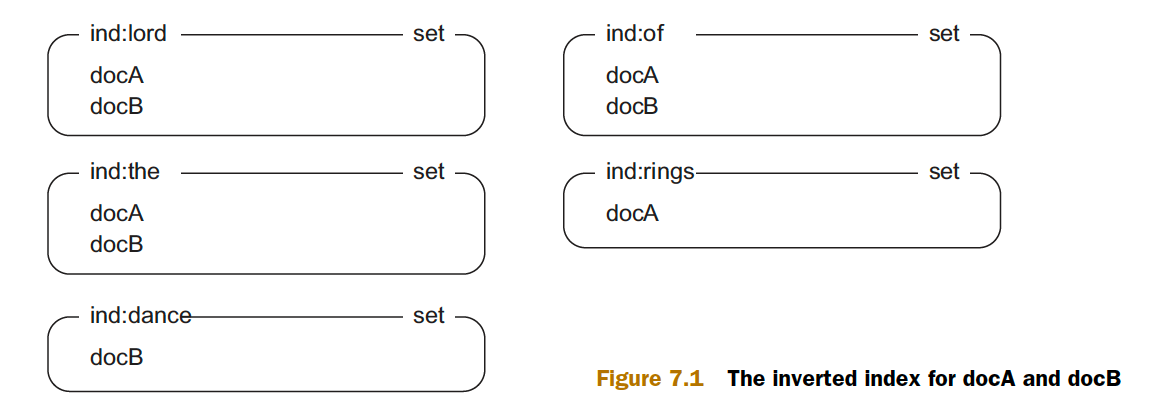 ind:lord set
docA
docB
ind:of set
docA
docB
ind:the set
docA
docB
ind:rings set
docA
ind:dance set
docB
Figure 7.1 The inverted index for docA and docB